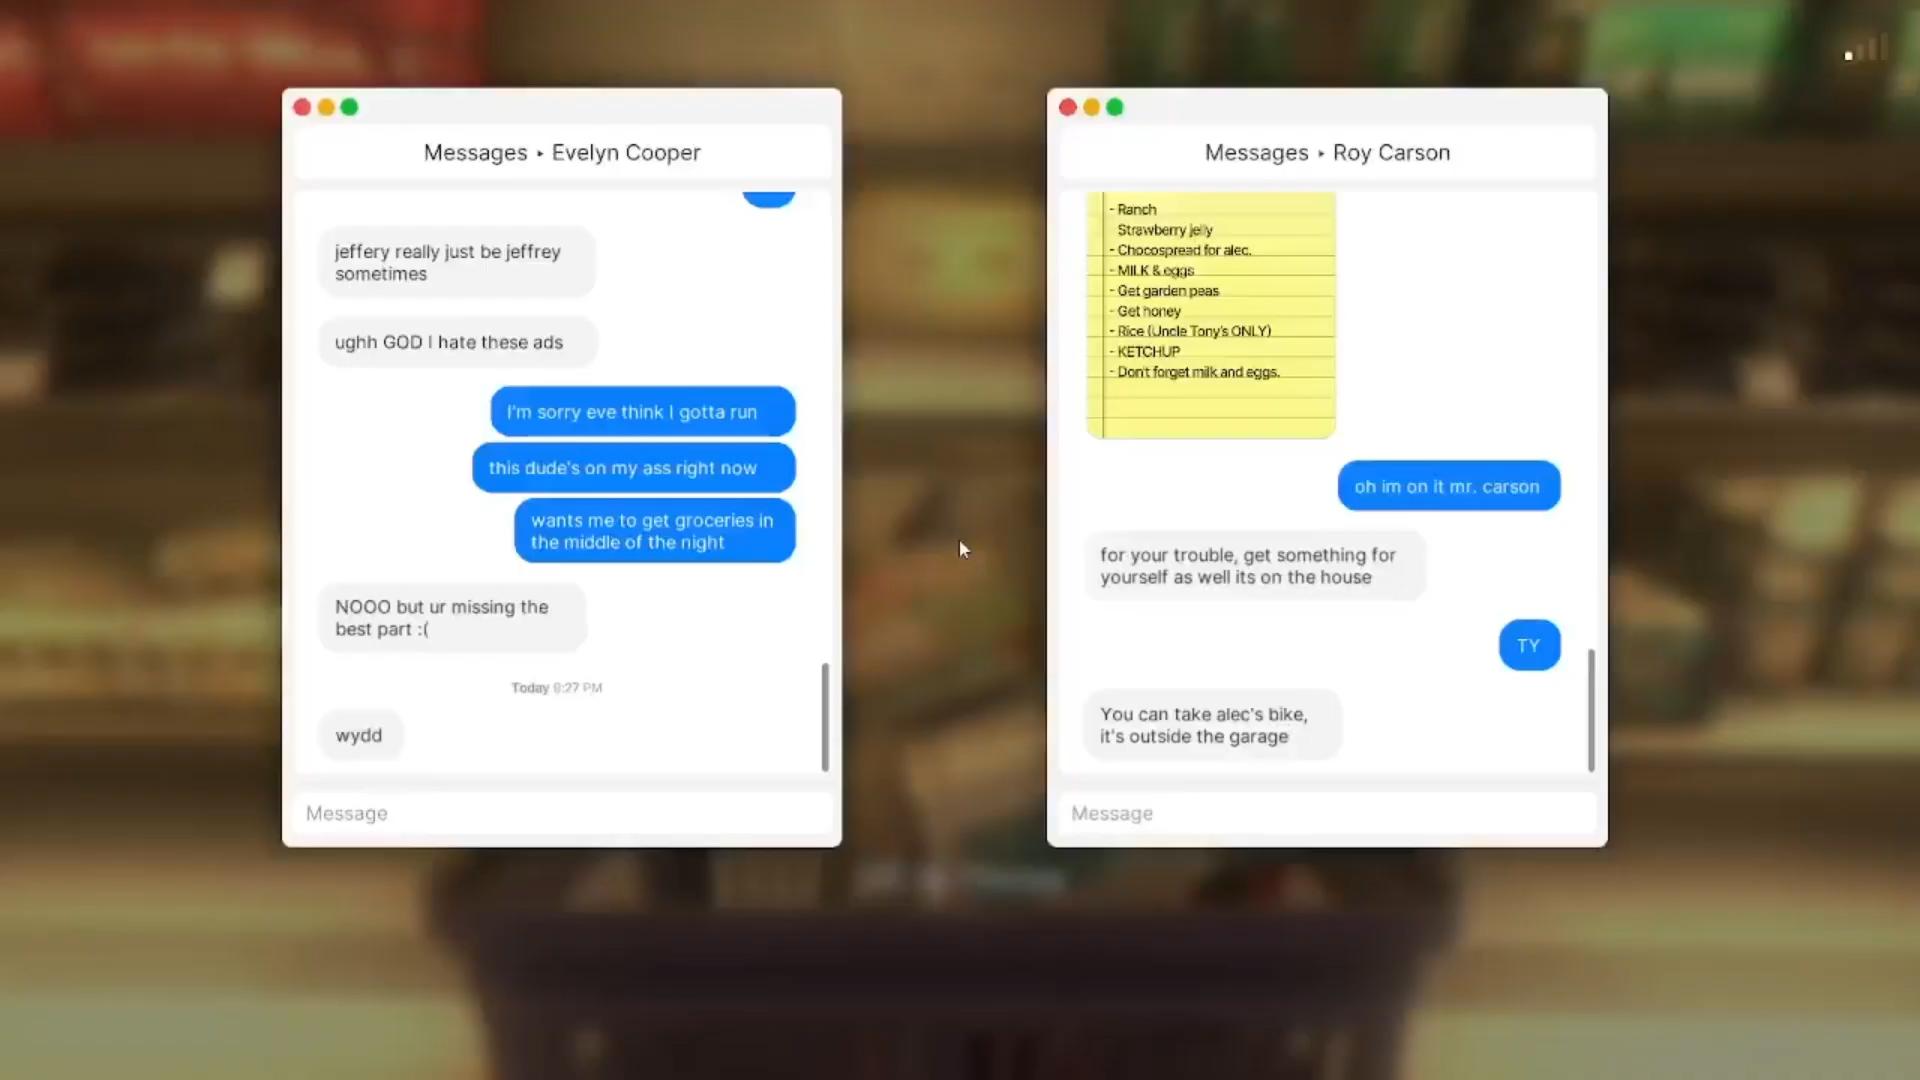 Messages ‣ Evelyn Cooper
jeffery really just be jeffrey
sometimes
ughh GOD I hate these ads
I'm sorry eve think I gotta run
this dude's on my ass right now
wants me to get groceries in
the middle of the night
NOOO but ur missing the
best part :(
Today 8:27 PM
wydd
Message
Messages ‣ Roy Carson
- Ranch
Strawberry jelly
- Chocospread for alec.
- MILK & eggs
- Get garden peas
- Get honey
- Rice (Uncle Tony's ONLY)
- KETCHUP
- Don't forget milk and eggs.
oh im on it mr. carson
for your trouble, get something for
yourself as well its on the house
TY
You can take alec's bike,
it's outside the garage
Message